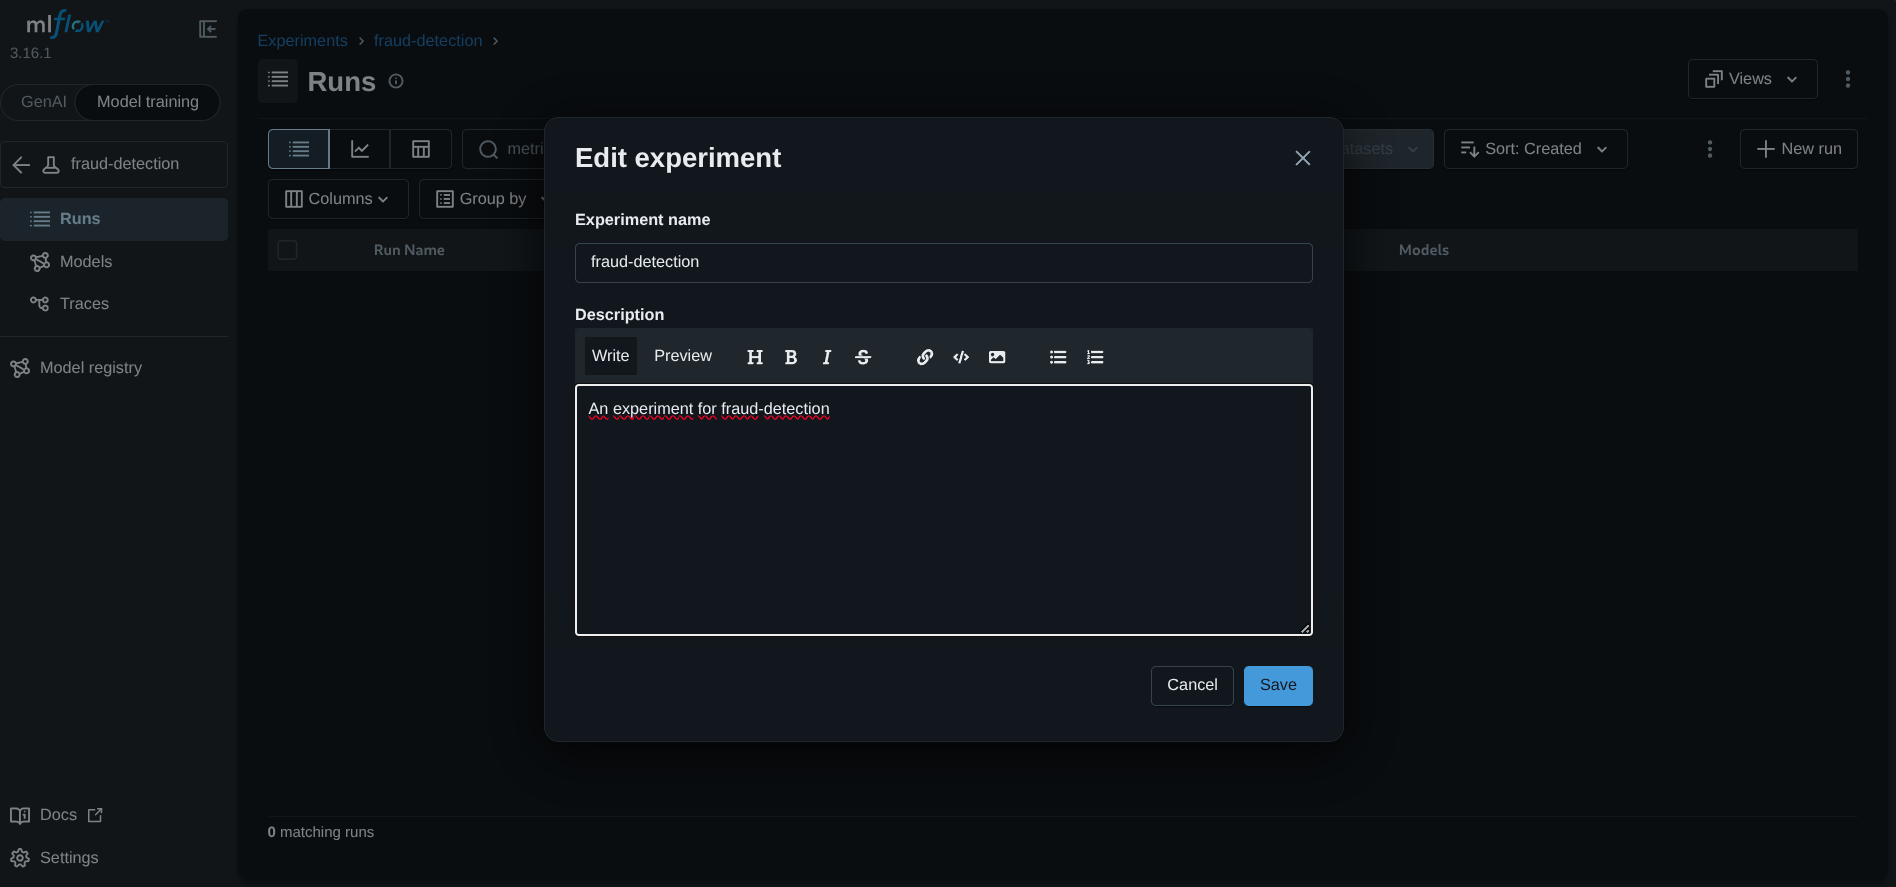 mlflow
3.16.1
GenAI
Model training
fraud-detection
Runs
Models
Traces
Model registry
Docs
Settings
Experiments > fraud-detection >
Runs
Views
metri
atasets
Sort: Created
New run
Columns
Group by
Run Name
Models
0 matching runs
Edit experiment
Experiment name
fraud-detection
Description
Write
Preview
An experiment for fraud-detection
Cancel
Save